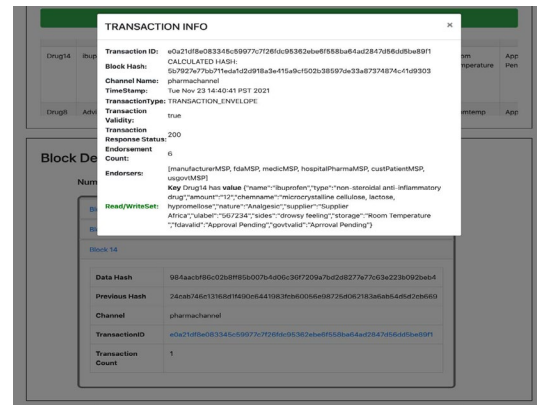 TRANSACTION INFO
×
Transaction ID: e0a21df8e083345c59977c7f26fdc95362ebe6f558ba64ad2847d56dd5be89f1
Block Hash: CALCULATED HASH:
5b7927e77bb711eda1d2d918a3e415a9cf502b38597de33a87374874c41d9303
Channel Name: pharmachannel
TimeStamp: Tue Nov 23 14:40:41 PST 2021
TransactionType: TRANSACTION_ENVELOPE
Transaction Validity: true
Transaction Response Status: 200
Endorsement Count: 6
Endorsers: [manufacturerMSP, fdaMSP, medicMSP, hospitalPharmaMSP, custPatientMSP,
usgovtMSP]
Read/WriteSet: Key Drug14 has value {"name":"ibuprofen","type":"non-steroidal anti-inflammatory
drug","amount":"12","chemname":"microcrystalline cellulose, lactose,
hypromellose","nature":"Analgesic","supplier":"Supplier
Africa","ulabel":"567234","sides":"drowsy feeling","storage":"Room Temperature
","fdavalid":"Approval Pending","govtvalid":"Aprroval Pending"}
Drug14
Drug8
Block De
Num
Block 14
Data Hash 984aacbf86c02b8ff85b007b4d06c36f7209a7bd2d8277e77c63e223b092beb4
Previous Hash 24cab746c13168d1f490c6441983fcb60056e98725d062183a6ab54d5d2cb669
Channel pharmachannel
TransactionID e0a21df8e083345c59977c7f26fdc95362ebe6f558ba64ad2847d56dd5be89f1
Transaction Count 1